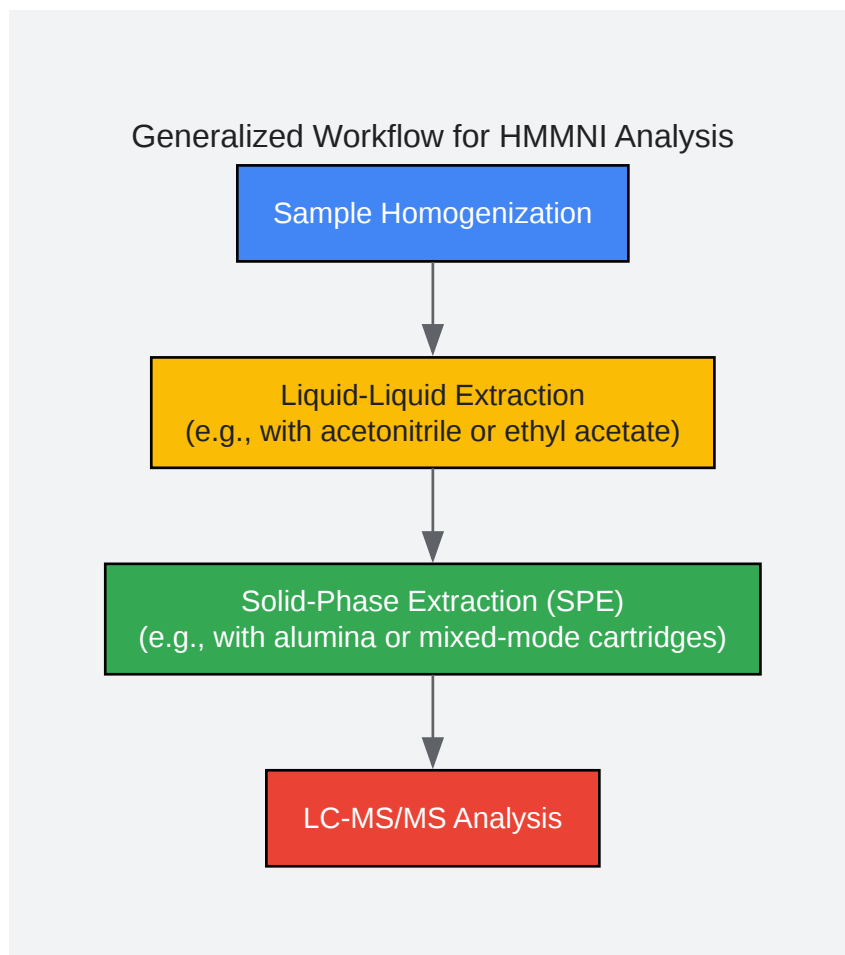 Generalized Workflow for HMMNI Analysis
Sample Homogenization
Liquid-Liquid Extraction
(e.g., with acetonitrile or ethyl acetate)
Solid-Phase Extraction (SPE)
(e.g., with alumina or mixed-mode cartridges)
LC-MS/MS Analysis